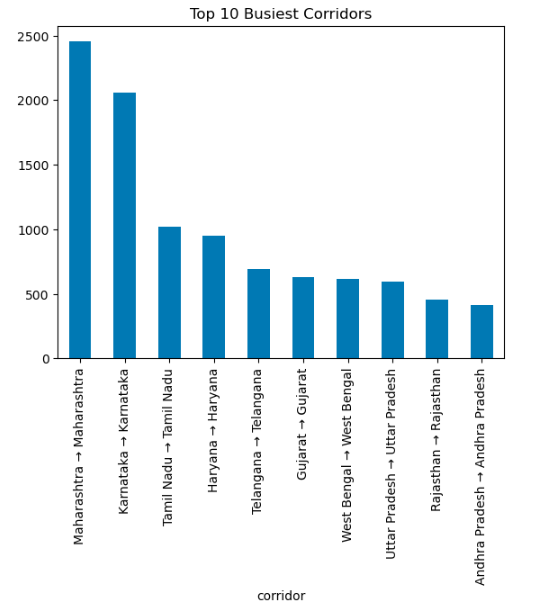 Top 10 Busiest Corridors
2500
2000
1500
1000
500
0
Maharashtra → Maharashtra
Karnataka → Karnataka
Tamil Nadu → Tamil Nadu
Haryana → Haryana
Telangana → Telangana
Gujarat → Gujarat
West Bengal → West Bengal
Uttar Pradesh → Uttar Pradesh
Rajasthan → Rajasthan
Andhra Pradesh → Andhra Pradesh
corridor